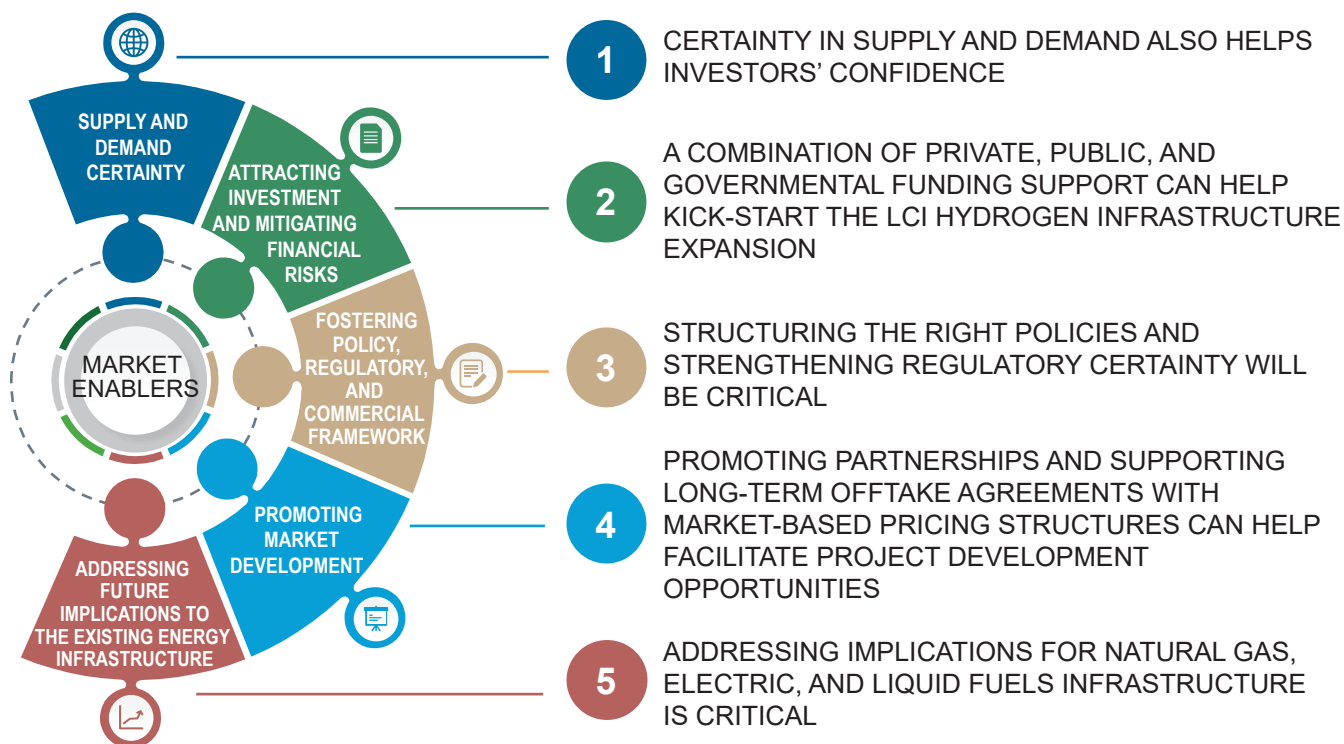 SUPPLY AND
DEMAND
CERTAINTY
ATTRACTING
INVESTMENT
AND MITIGATING
FINANCIAL
RISKS
FOSTERING
POLICY,
REGULATORY,
AND
COMMERCIAL
FRAMEWORK
PROMOTING
MARKET
DEVELOPMENT
ADDRESSING
FUTURE
IMPLICATIONS TO
THE EXISTING ENERGY
INFRASTRUCTURE
MARKET
ENABLERS
1
CERTAINTY IN SUPPLY AND DEMAND ALSO HELPS
INVESTORS’ CONFIDENCE
2
A COMBINATION OF PRIVATE, PUBLIC, AND
GOVERNMENTAL FUNDING SUPPORT CAN HELP
KICK-START THE LCI HYDROGEN INFRASTRUCTURE
EXPANSION
3
STRUCTURING THE RIGHT POLICIES AND
STRENGTHENING REGULATORY CERTAINTY WILL
BE CRITICAL
4
PROMOTING PARTNERSHIPS AND SUPPORTING
LONG-TERM OFFTAKE AGREEMENTS WITH
MARKET-BASED PRICING STRUCTURES CAN HELP
FACILITATE PROJECT DEVELOPMENT
OPPORTUNITIES
5
ADDRESSING IMPLICATIONS FOR NATURAL GAS,
ELECTRIC, AND LIQUID FUELS INFRASTRUCTURE
IS CRITICAL